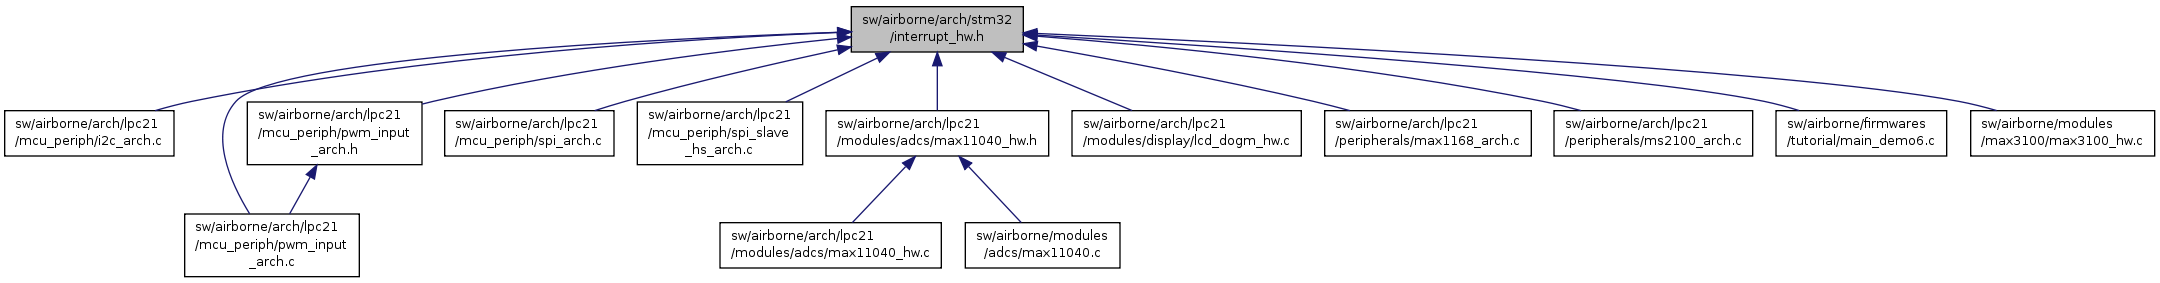 sw/airborne/arch/stm32
/interrupt_hw.h
sw/airborne/arch/lpc21
/mcu_periph/i2c_arch.c
sw/airborne/arch/lpc21
/mcu_periph/pwm_input
_arch.h
sw/airborne/arch/lpc21
/mcu_periph/spi_arch.c
sw/airborne/arch/lpc21
/mcu_periph/spi_slave
_hs_arch.c
sw/airborne/arch/lpc21
/modules/adcs/max11040_hw.h
sw/airborne/arch/lpc21
/modules/display/lcd_dogm_hw.c
sw/airborne/arch/lpc21
/peripherals/max1168_arch.c
sw/airborne/arch/lpc21
/peripherals/ms2100_arch.c
sw/airborne/firmwares
/tutorial/main_demo6.c
sw/airborne/modules
/max3100/max3100_hw.c
sw/airborne/arch/lpc21
/mcu_periph/pwm_input
_arch.c
sw/airborne/arch/lpc21
/modules/adcs/max11040_hw.c
sw/airborne/modules
/adcs/max11040.c